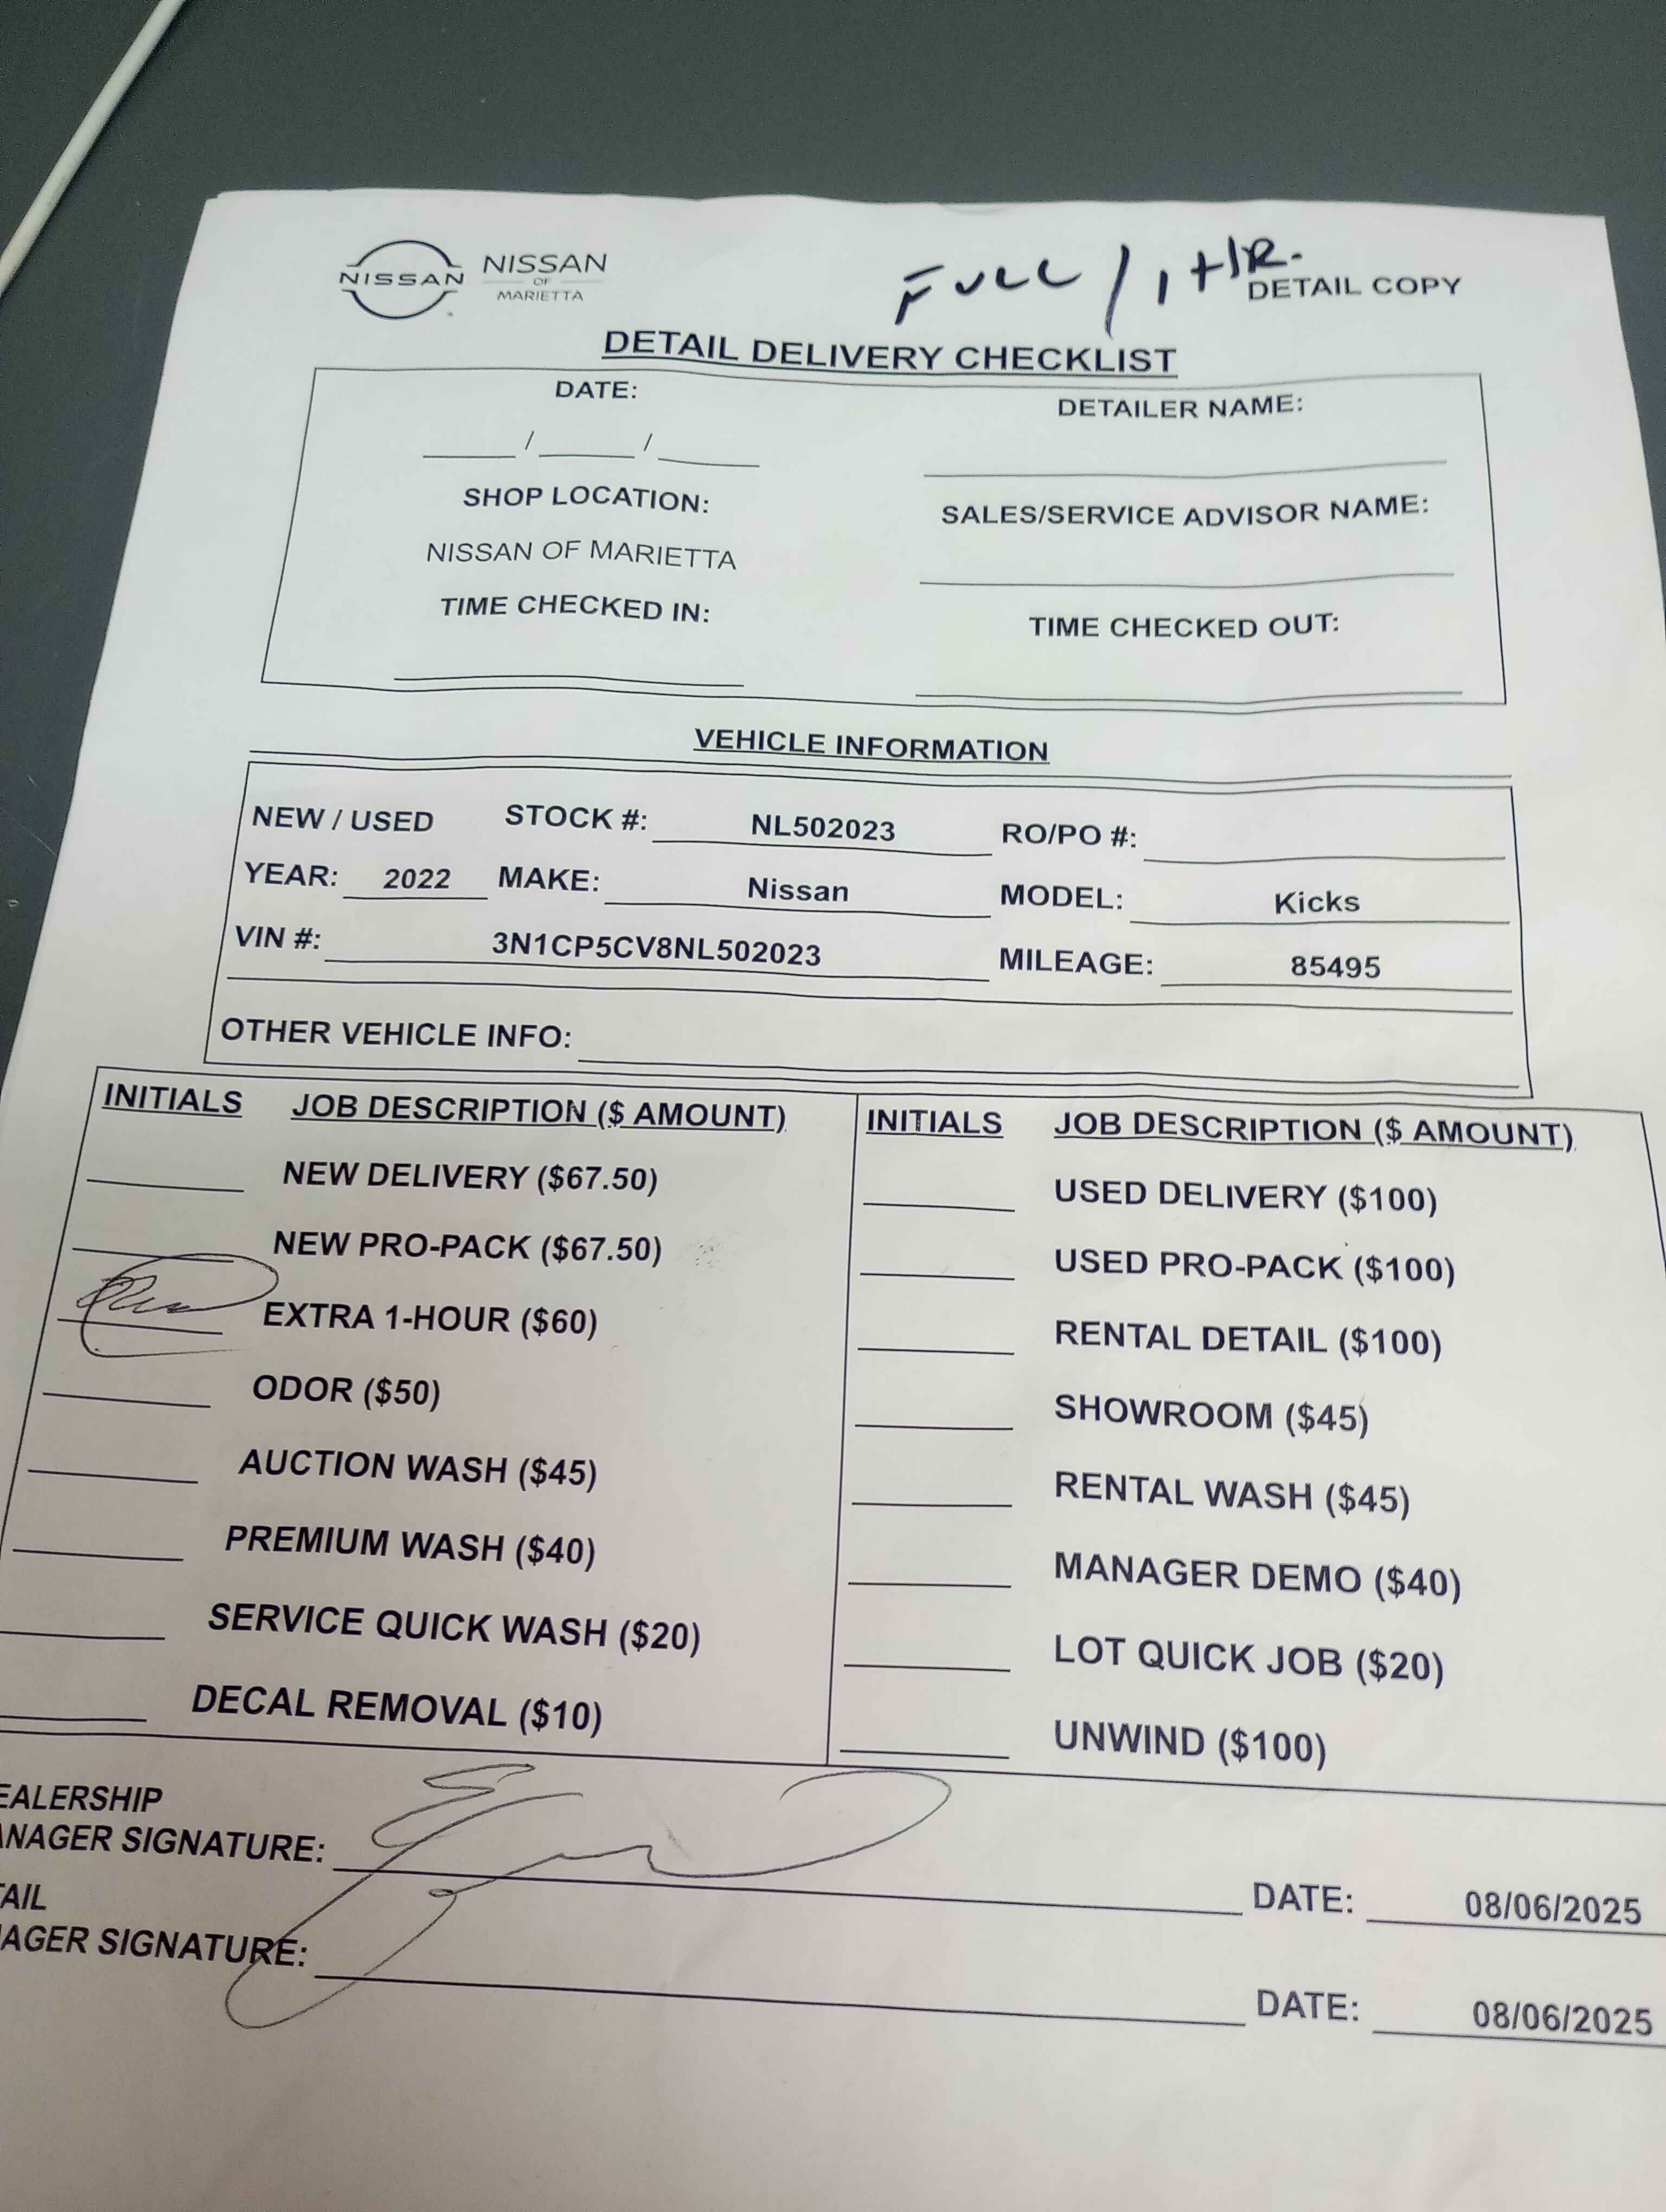 NISSAN
NISSAN
OF
MARIETTA
FULL / 1 HR.
DETAIL COPY
DETAIL DELIVERY CHECKLIST
DATE: DETAILER NAME:
/ /
SHOP LOCATION: SALES/SERVICE ADVISOR NAME:
NISSAN OF MARIETTA
TIME CHECKED IN: TIME CHECKED OUT:
VEHICLE INFORMATION
NEW / USED STOCK #: NL502023 RO/PO #:
YEAR: 2022 MAKE: Nissan MODEL: Kicks
VIN #: 3N1CP5CV8NL502023 MILEAGE: 85495
OTHER VEHICLE INFO:
INITIALS JOB DESCRIPTION ($ AMOUNT) INITIALS JOB DESCRIPTION ($ AMOUNT)
NEW DELIVERY ($67.50) USED DELIVERY ($100)
NEW PRO-PACK ($67.50) USED PRO-PACK ($100)
EXTRA 1-HOUR ($60) RENTAL DETAIL ($100)
ODOR ($50) SHOWROOM ($45)
AUCTION WASH ($45) RENTAL WASH ($45)
PREMIUM WASH ($40) MANAGER DEMO ($40)
SERVICE QUICK WASH ($20) LOT QUICK JOB ($20)
DECAL REMOVAL ($10) UNWIND ($100)
EALERSHIP
ANAGER SIGNATURE: DATE: 08/06/2025
AIL
AGER SIGNATURE: DATE: 08/06/2025